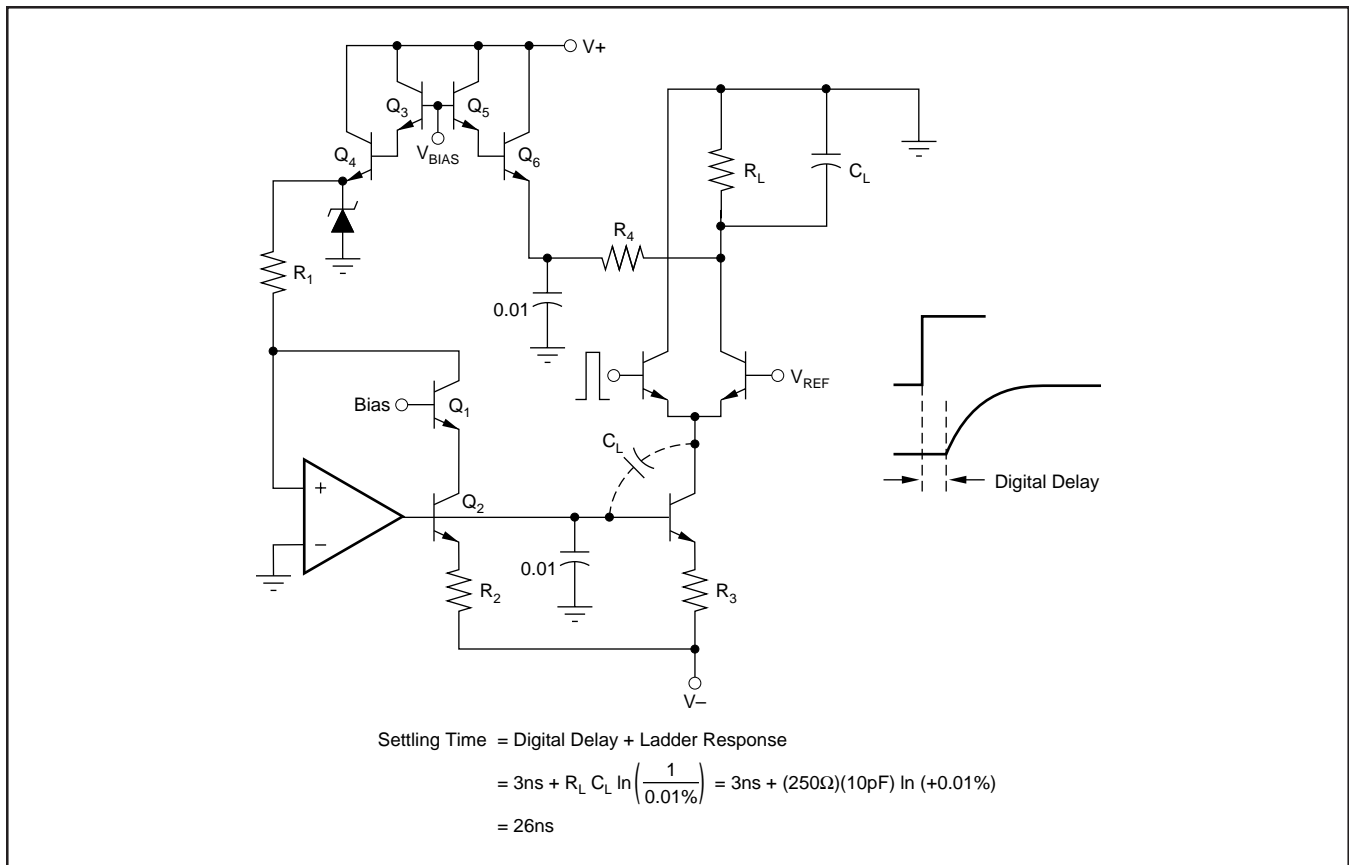 V+
Q3
Q5
Q4
VBIAS
Q6
RL
CL
R4
R1
0.01
VREF
Bias
Q1
CL
Digital Delay
+
Q2
–
0.01
R2
R3
V–
Settling Time = Digital Delay + Ladder Response
= 3ns + RL CL ln(1/0.01%) = 3ns + (250Ω)(10pF) ln (+0.01%)
= 26ns